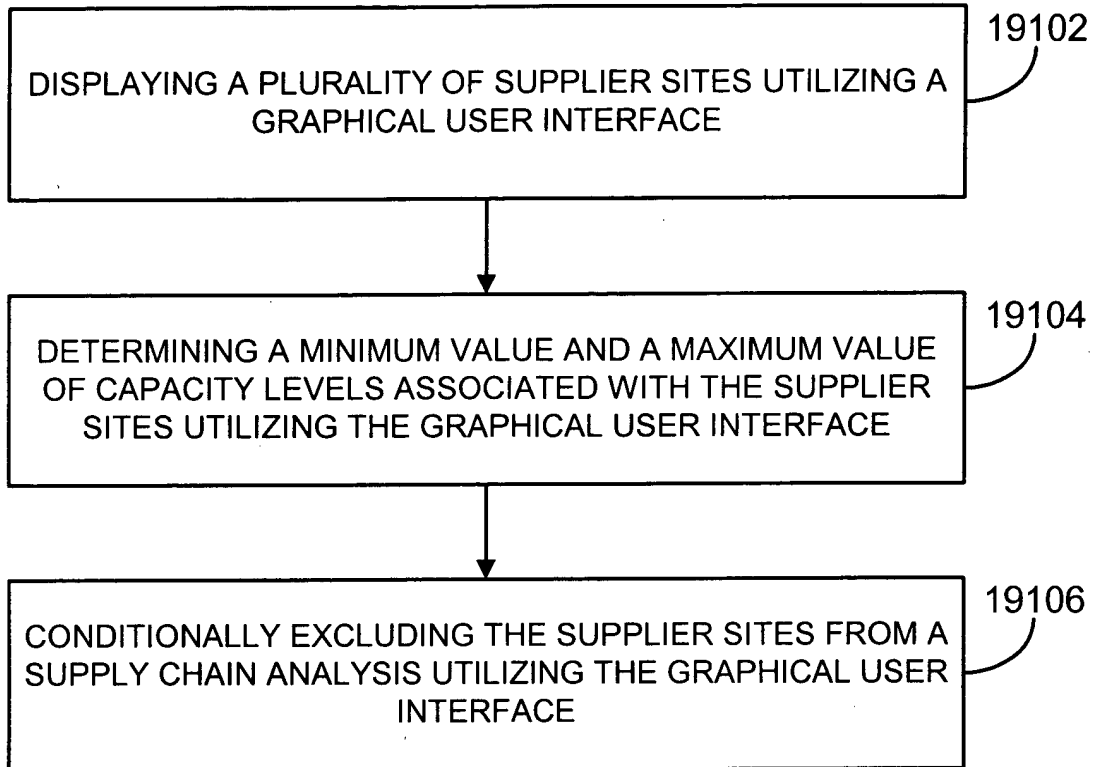 19102
DISPLAYING A PLURALITY OF SUPPLIER SITES UTILIZING A
GRAPHICAL USER INTERFACE
19104
DETERMINING A MINIMUM VALUE AND A MAXIMUM VALUE
OF CAPACITY LEVELS ASSOCIATED WITH THE SUPPLIER
SITES UTILIZING THE GRAPHICAL USER INTERFACE
19106
CONDITIONALLY EXCLUDING THE SUPPLIER SITES FROM A
SUPPLY CHAIN ANALYSIS UTILIZING THE GRAPHICAL USER
INTERFACE